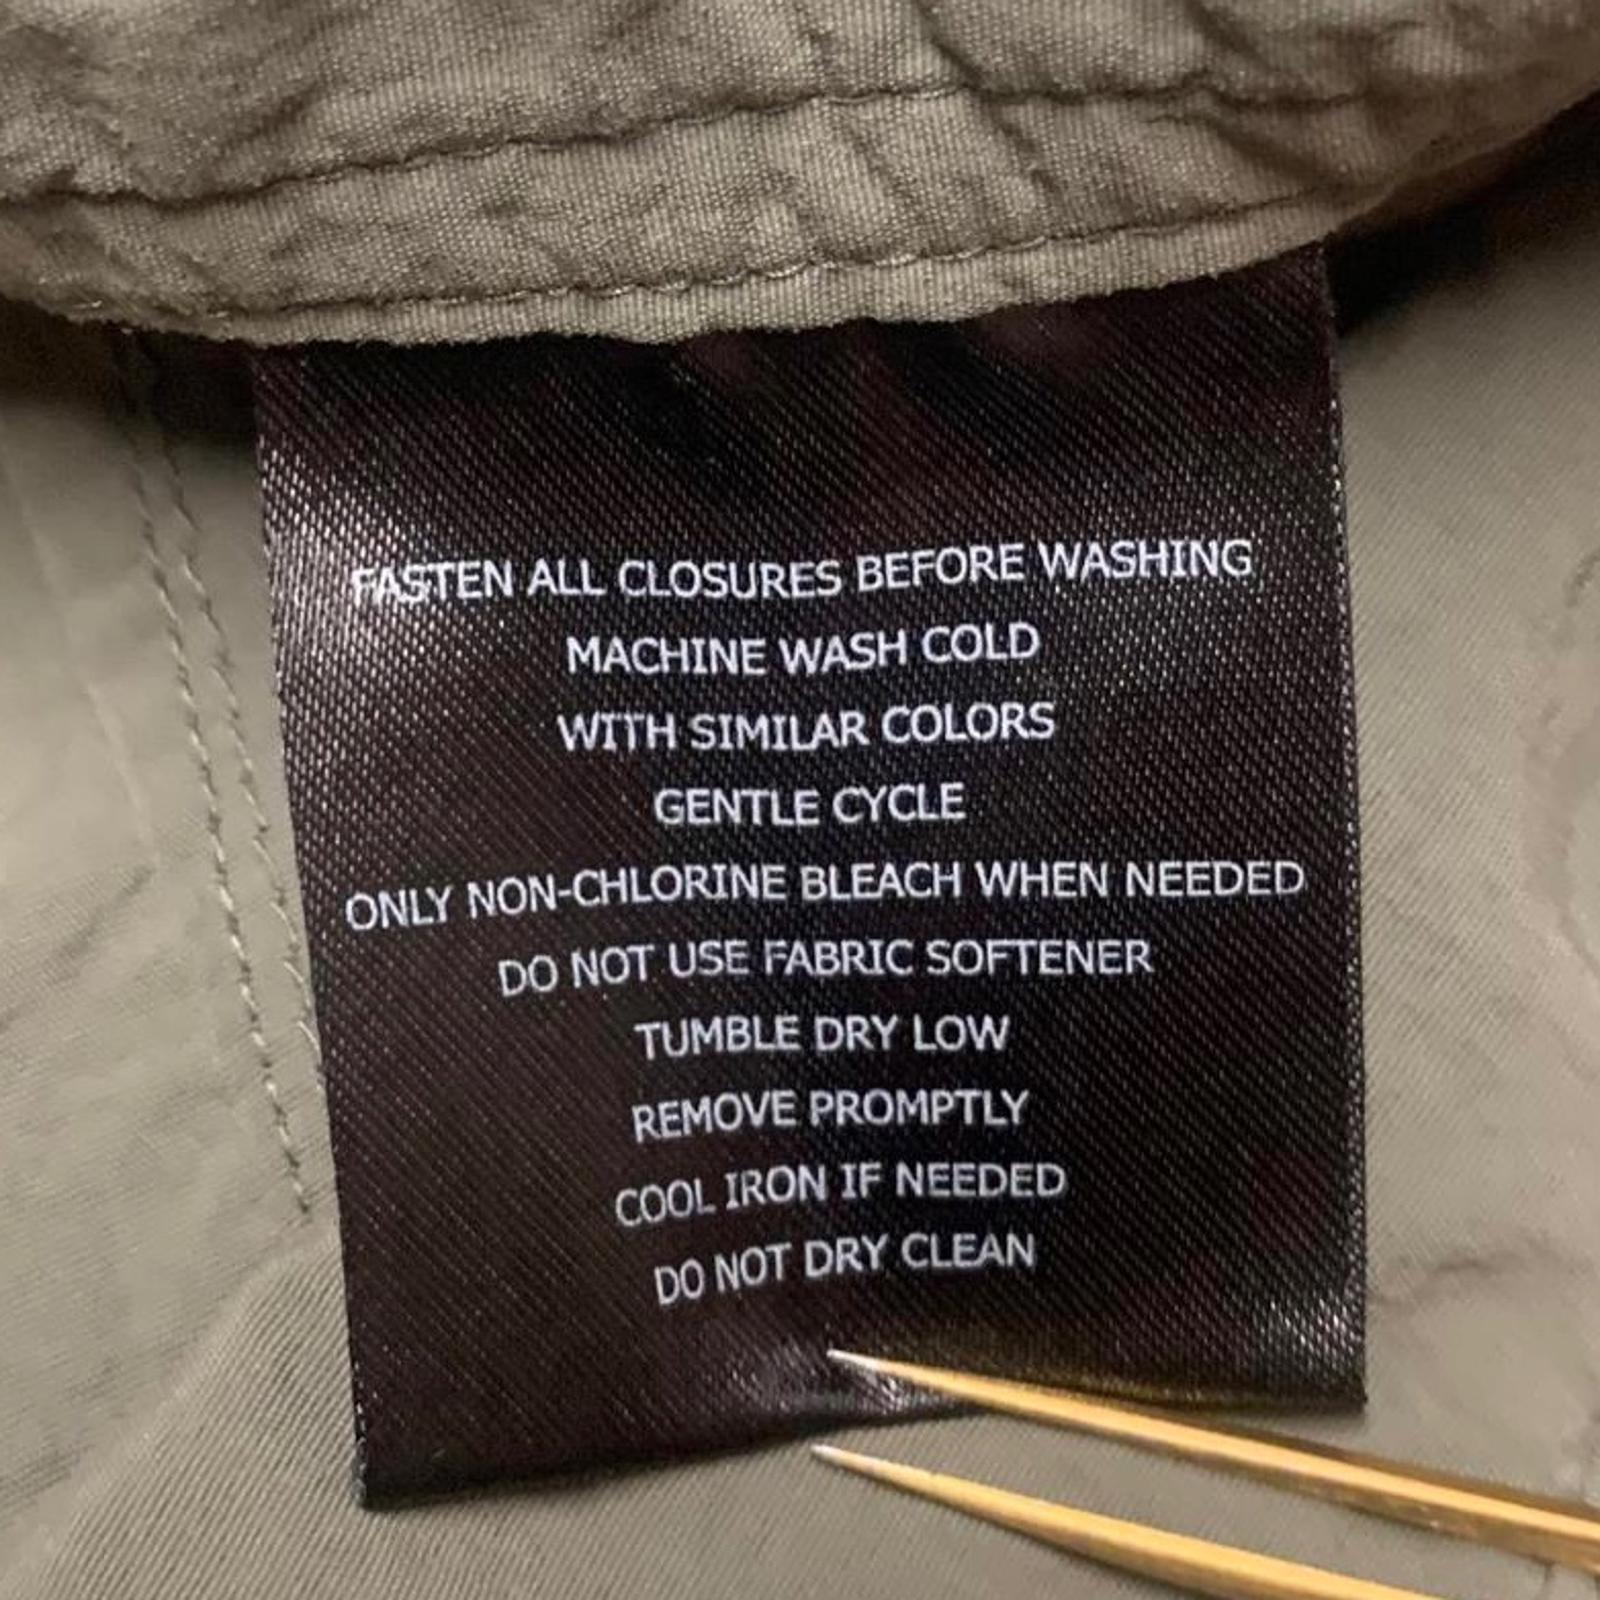 FASTEN ALL CLOSURES BEFORE WASHING
MACHINE WASH COLD
WITH SIMILAR COLORS
GENTLE CYCLE
ONLY NON-CHLORINE BLEACH WHEN NEEDED
DO NOT USE FABRIC SOFTENER
TUMBLE DRY LOW
REMOVE PROMPTLY
COOL IRON IF NEEDED
DO NOT DRY CLEAN